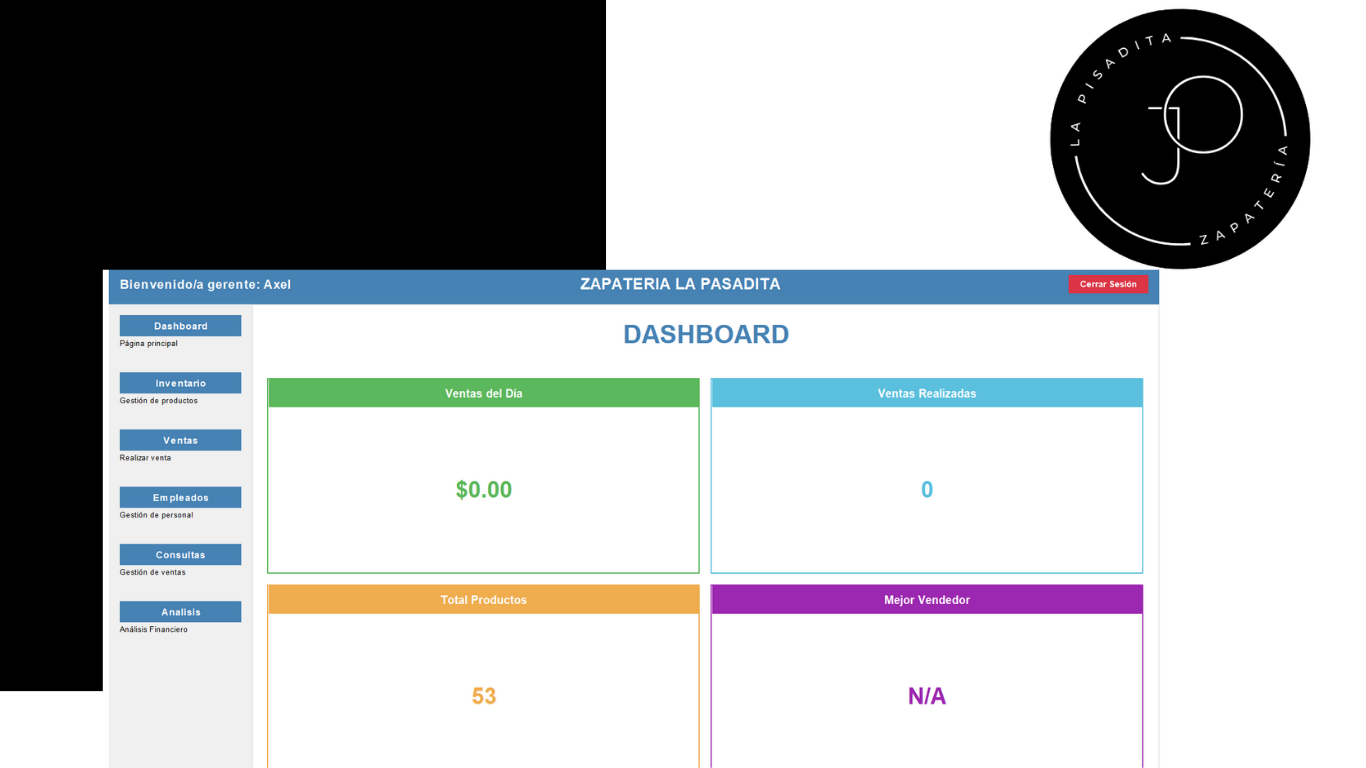 LA PISADITA
ZAPATERÍA
Bienvenido/a gerente: Axel
ZAPATERIA LA PASADITA
Cerrar Sesión
Dashboard
Página principal
Inventario
Gestión de productos
Ventas
Realizar venta
Empleados
Gestión de personal
Consultas
Gestión de ventas
Analisis
Análisis Financiero
DASHBOARD
Ventas del Día
$0.00
Ventas Realizadas
0
Total Productos
53
Mejor Vendedor
N/A